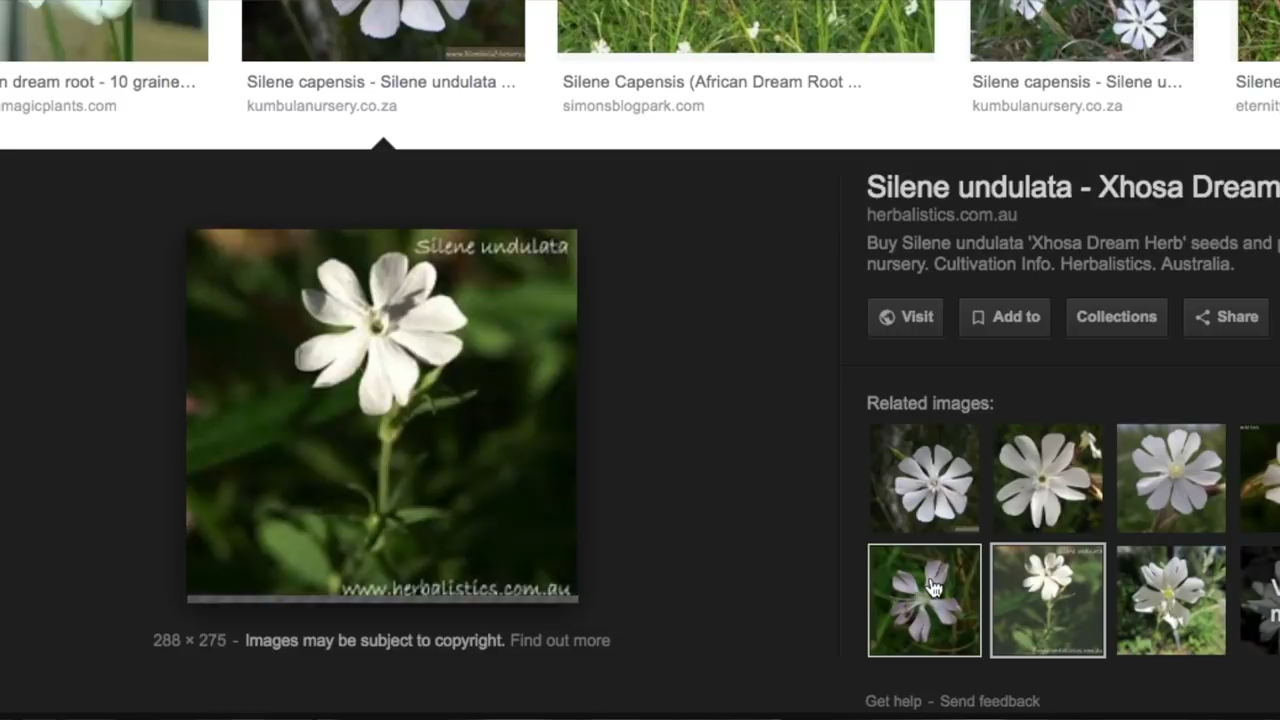 n dream root - 10 graine...
magicplants.com
Silene capensis - Silene undulata ...
kumbulanursery.co.za
Silene Capensis (African Dream Root ...
simonsblogpark.com
Silene capensis - Silene u...
kumbulanursery.co.za
Silene
eternity
Silene undulata - Xhosa Dream
herbalistics.com.au
Buy Silene undulata 'Xhosa Dream Herb' seeds and p
nursery. Cultivation Info. Herbalistics. Australia.
Visit
Add to
Collections
Share
Silene undulata
www.herbalistics.com.au
288 × 275 - Images may be subject to copyright. Find out more
Related images:
Get help - Send feedback